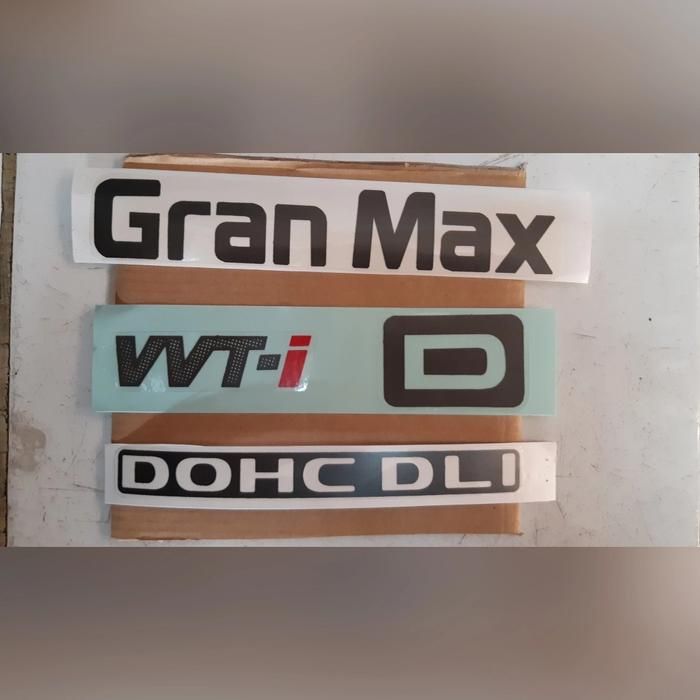 Gran Max
VVT-i D
DOHC DLI